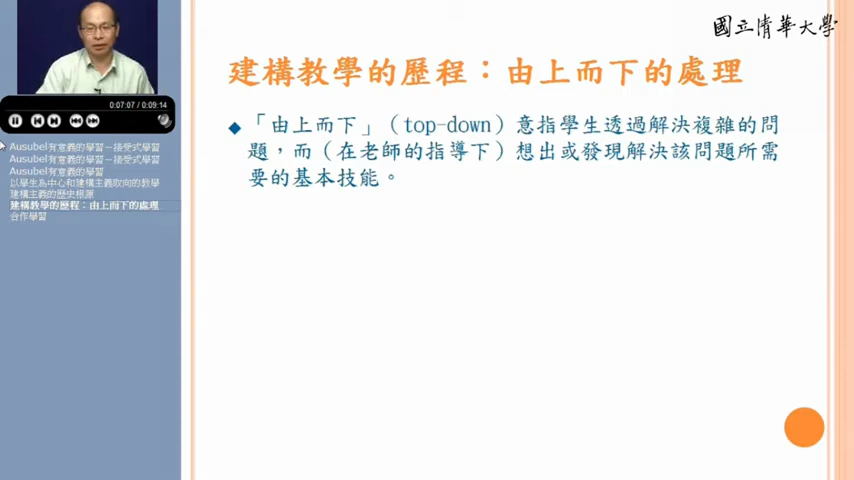 國立清華大學
建構教學的歷程：由上而下的處理
「由上而下」（top-down）意指學生透過解決複雜的問
題，而（在老師的指導下）想出或發現解決該問題所需
要的基本技能。
0:07:07 / 0:09:14
Ausubel有意義的學習－接受式學習
Ausubel有意義的學習－接受式學習
Ausubel有意義的學習
以學生為中心和建構主義取向的教學
建構主義的歷史根源
建構教學的歷程：由上而下的處理
合作學習